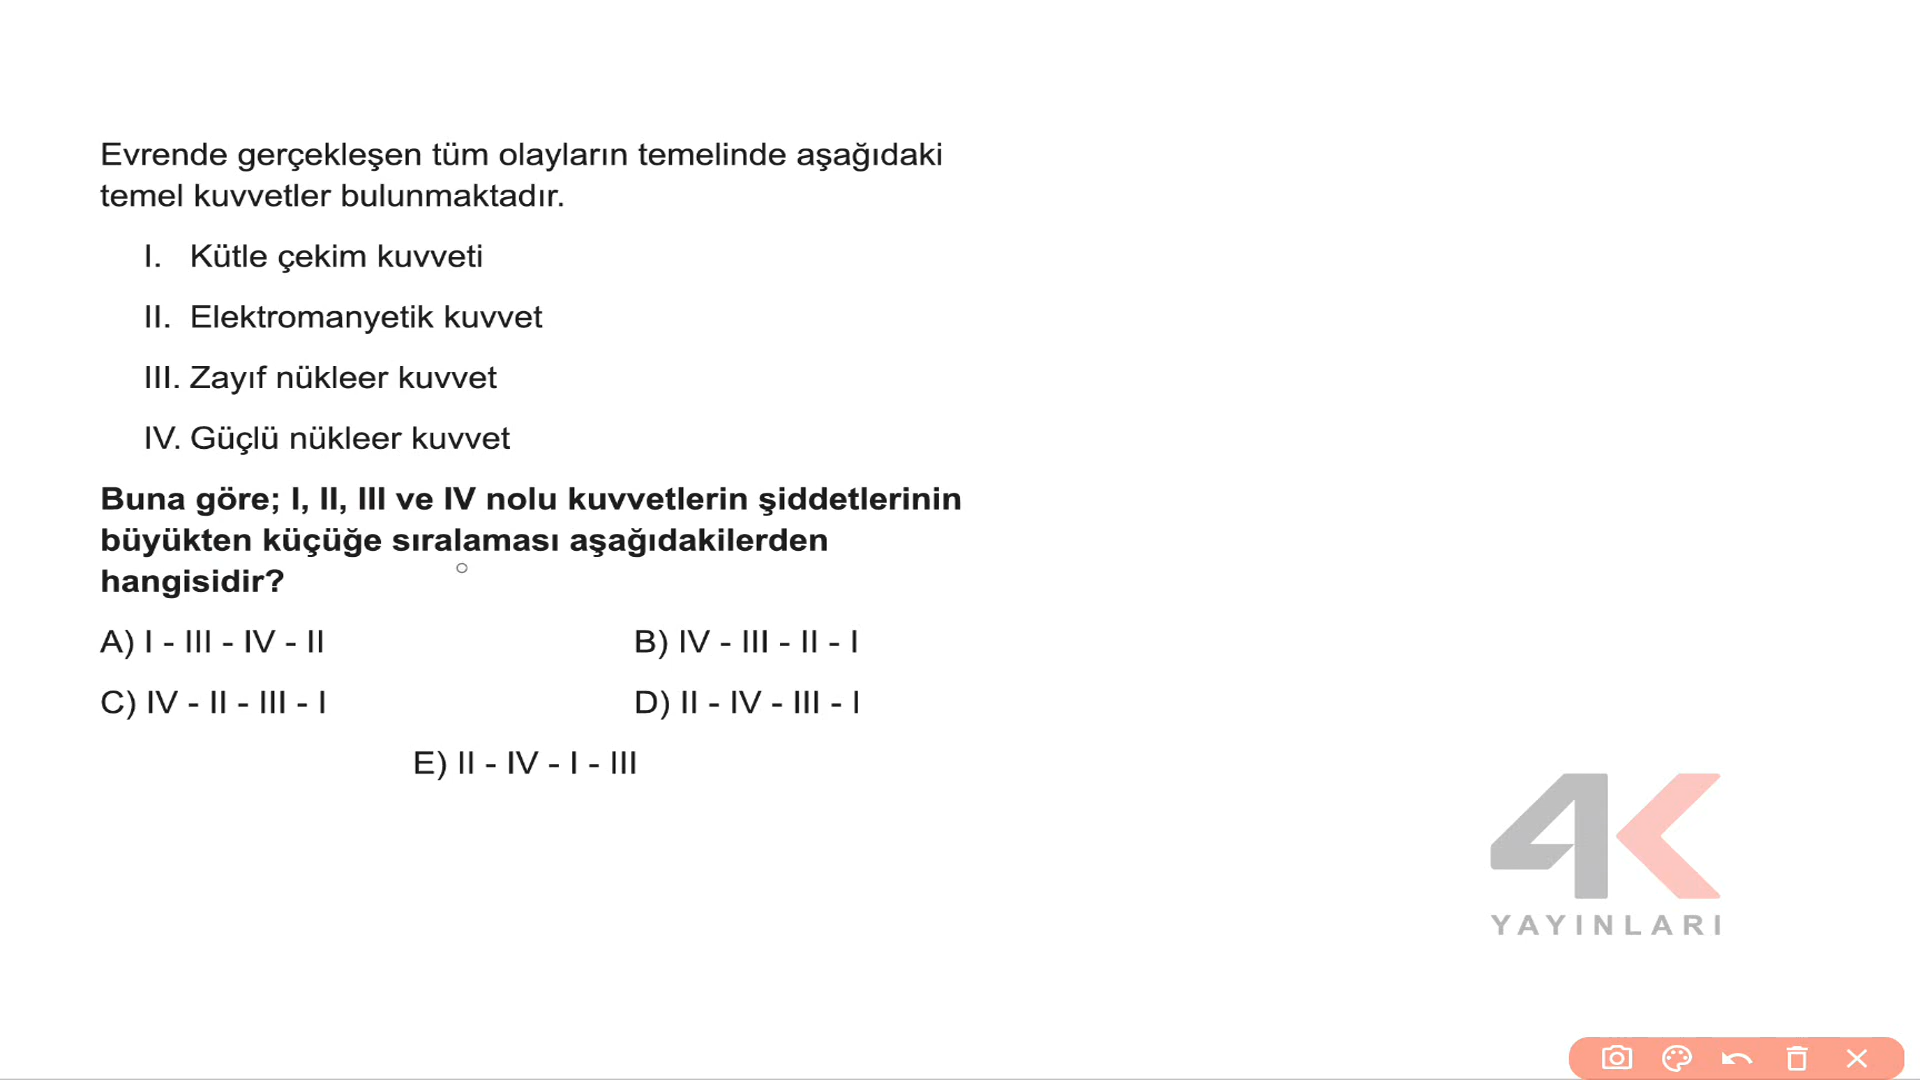 Evrende gerçekleşen tüm olayların temelinde aşağıdaki
temel kuvvetler bulunmaktadır.
I. Kütle çekim kuvveti
II. Elektromanyetik kuvvet
III. Zayıf nükleer kuvvet
IV. Güçlü nükleer kuvvet
Buna göre; I, II, III ve IV nolu kuvvetlerin şiddetlerinin
büyükten küçüğe sıralaması aşağıdakilerden
hangisidir?
A) I - III - IV - II
B) IV - III - II - I
C) IV - II - III - I
D) II - IV - III - I
E) II - IV - I - III
4K
YAYINLARI